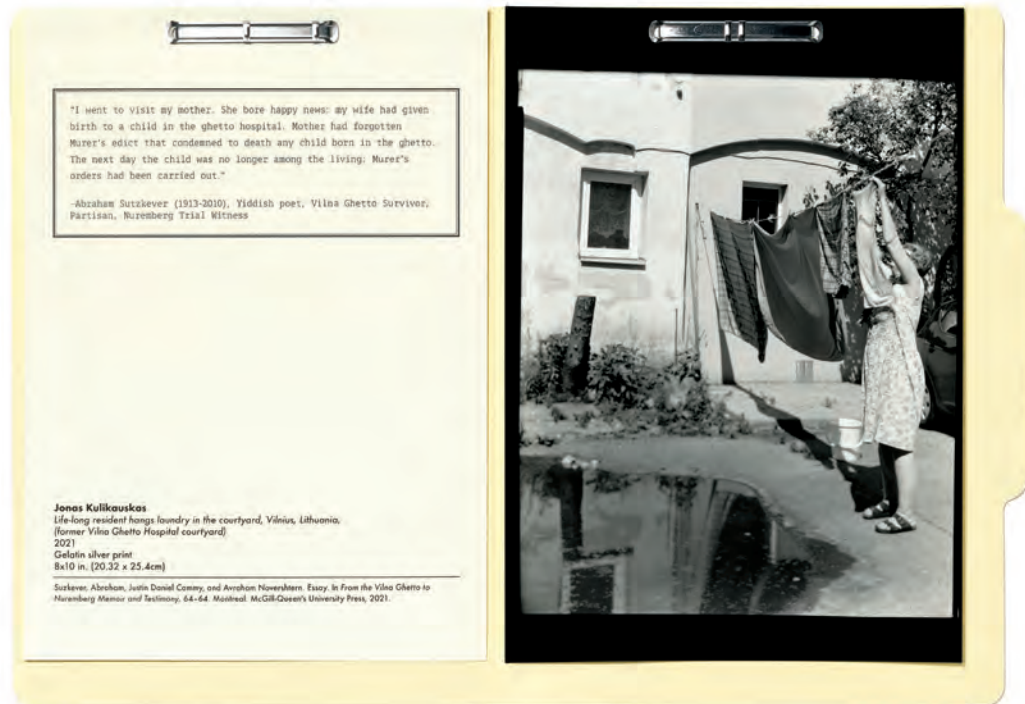 "I went to visit my mother. She bore happy news: my wife had given
birth to a child in the ghetto hospital. Mother had forgotten
Murer's edict that condemned to death any child born in the ghetto.
The next day the child was no longer among the living. Murer's
orders had been carried out."
-Abraham Sutzkever (1913-2010), Yiddish poet, Vilna Ghetto Survivor,
Partisan, Nuremberg Trial Witness
Jonas Kulikauskas
Life-long resident hangs laundry in the courtyard, Vilnius, Lithuania,
(former Vilna Ghetto Hospital courtyard)
2021
Gelatin silver print
8x10 in. (20.32 x 25.4cm)
Suzkever, Abraham, Justin Daniel Cammy, and Avraham Novershtern. Essay. In From the Vilna Ghetto to
Nuremberg Memoir and Testimony, 64–64. Montreal: McGill-Queen's University Press, 2021.